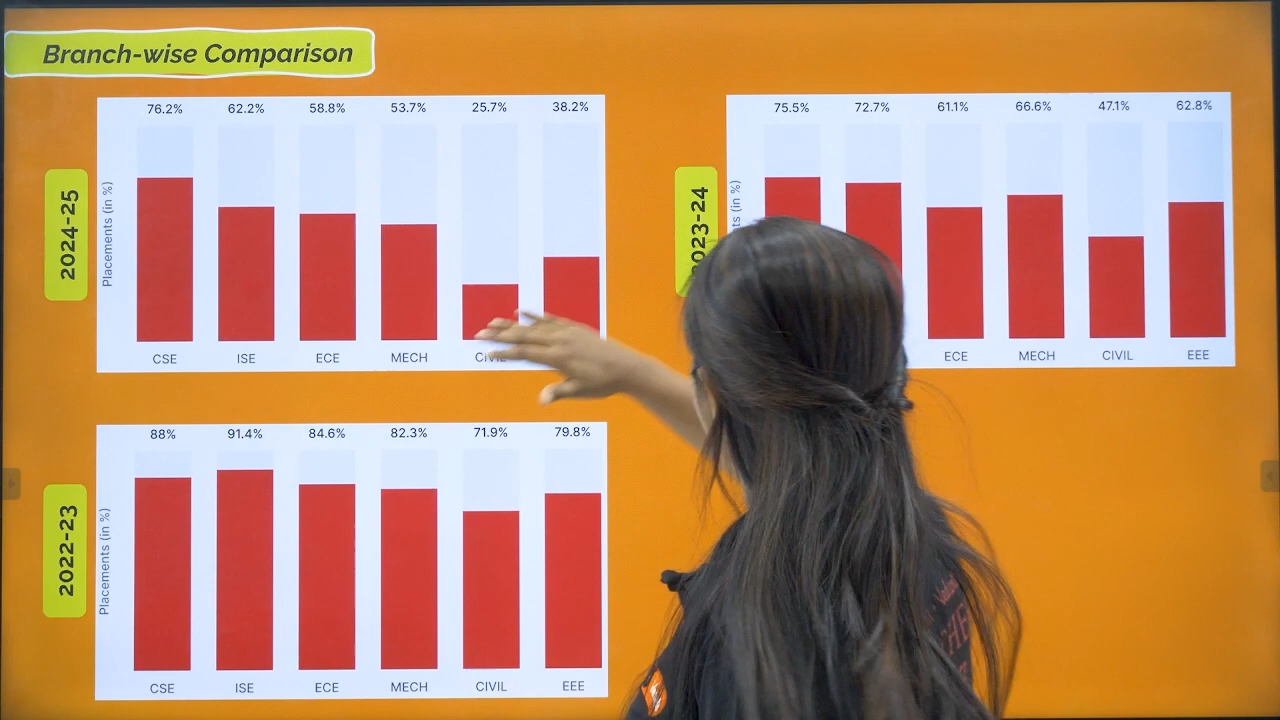 Branch-wise Comparison
2024-25
Placements (in %)
76.2% 62.2% 58.8% 53.7% 25.7% 38.2%
CSE ISE ECE MECH CIVIL EEE
75.5% 72.7% 61.1% 66.6% 47.1% 62.8%
ECE MECH CIVIL EEE
2022-23
Placements (in %)
88% 91.4% 84.6% 82.3% 71.9% 79.8%
CSE ISE ECE MECH CIVIL EEE